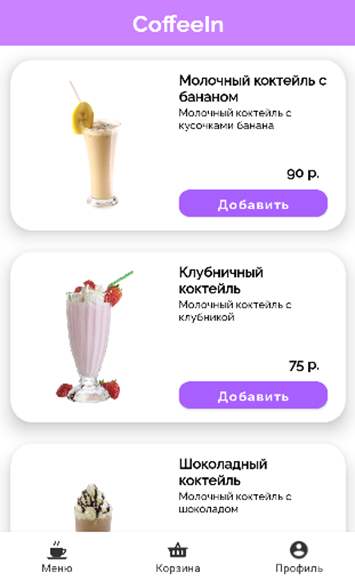 CoffeeIn
Молочный коктейль с
бананом
Молочный коктейль с
кусочками банана
90 р.
Добавить
Клубничный
коктейль
Молочный коктейль с
клубникой
75 р.
Добавить
Шоколадный
коктейль
Молочный коктейль с
шоколадом
Меню
Корзина
Профиль